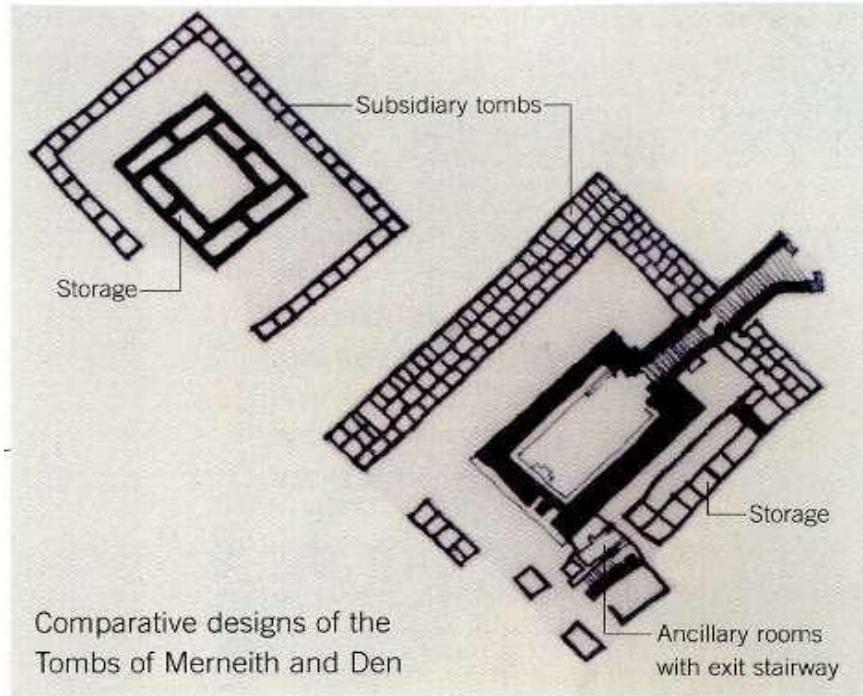 Subsidiary tombs
Storage
Storage
Ancillary rooms
with exit stairway
Comparative designs of the
Tombs of Merneith and Den